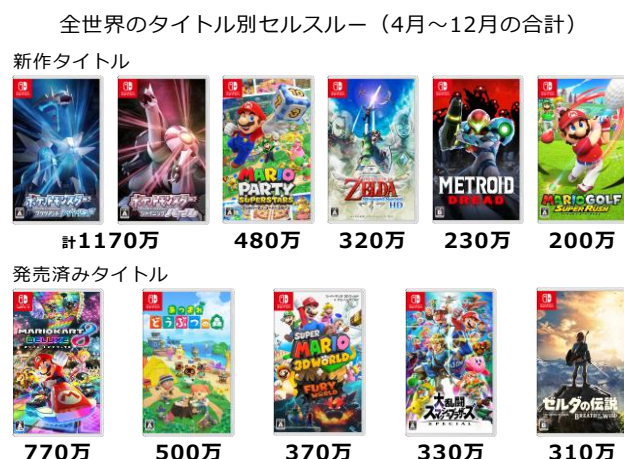 全世界のタイトル別セルスルー（4月～12月の合計）
新作タイトル
ポケットモンスター
ポケットモンスター
MARIO
PARTY
SUPERSTARS
ZELDA
HD
METROID
DREAD
MARIO GOLF
SUPER RUSH
計1170万
480万
320万
230万
200万
発売済みタイトル
MARIOKART 8
DELUXE
あつまれ
どうぶつの森
SUPER
MARIO
3D WORLD
FURY
WORLD
大乱闘
スマッシュブラザーズ
SPECIAL
ゼルダの伝説
BREATH OF THE WILD
770万
500万
370万
330万
310万